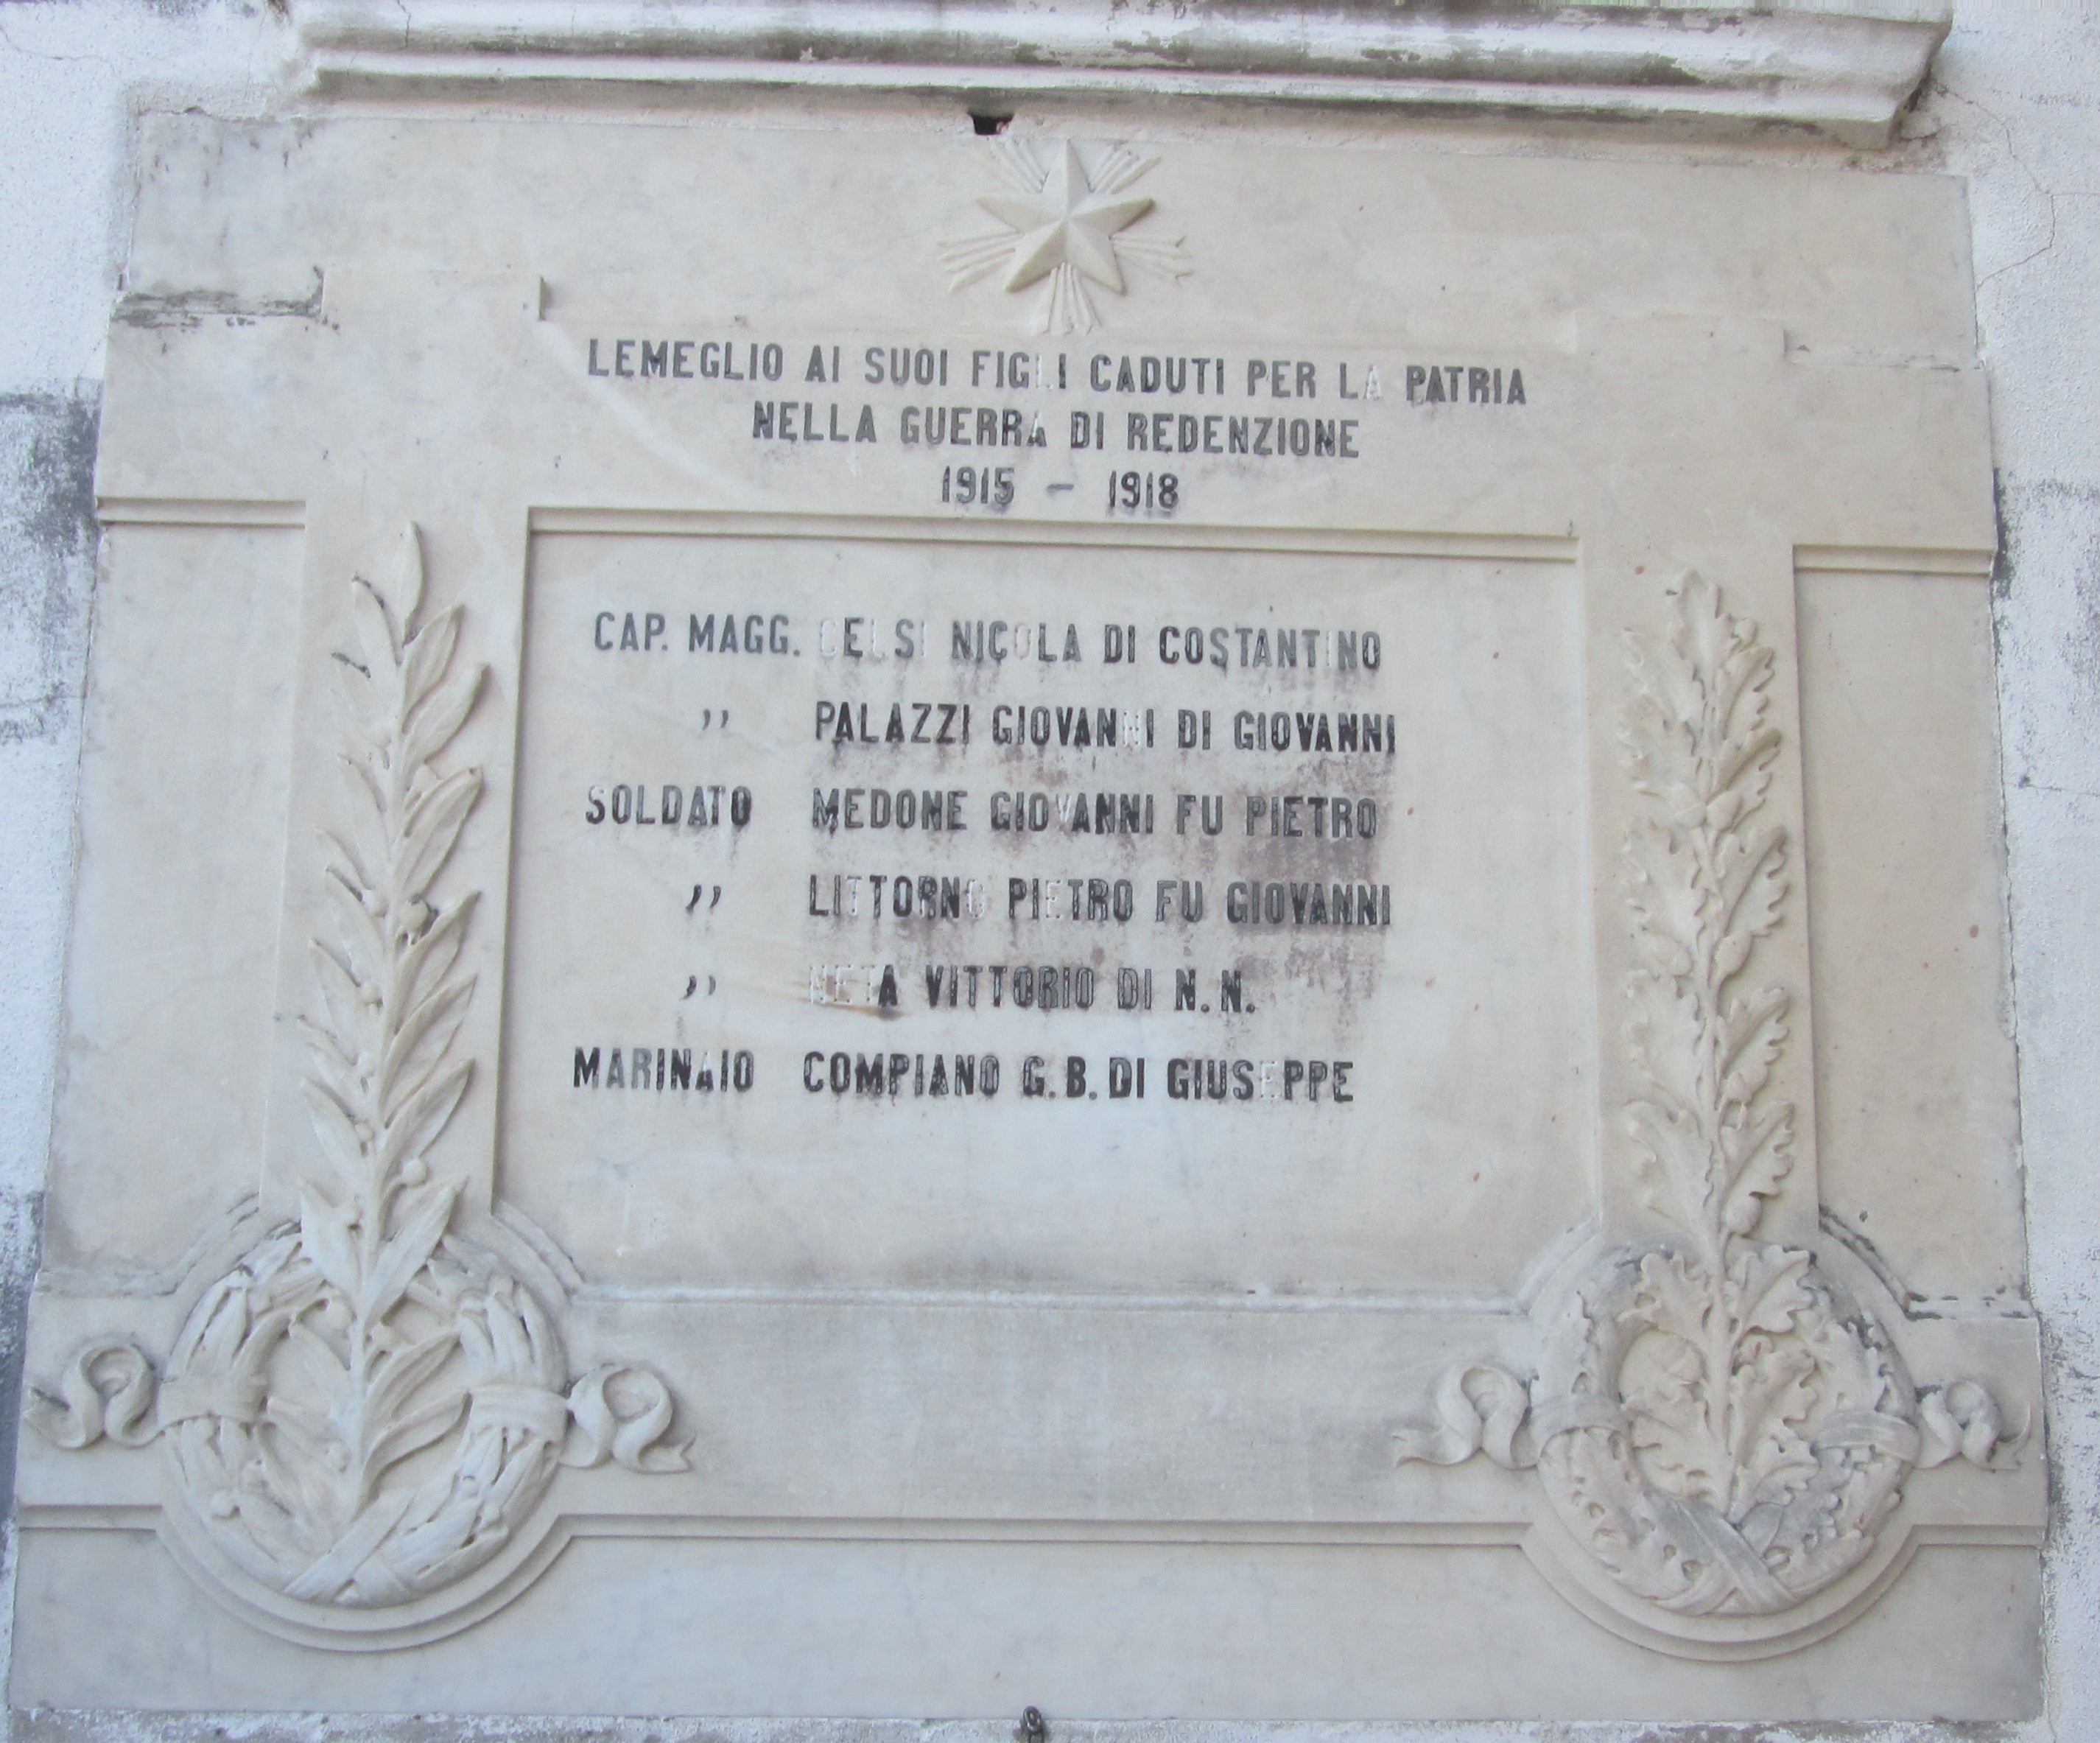 LEMEGLIO AI SUOI FIGLI CADUTI PER LA PATRIA
NELLA GUERRA DI REDENZIONE
1915 - 1918
CAP. MAGG. CELSI NICOLA DI COSTANTINO
,, PALAZZI GIOVANNI DI GIOVANNI
SOLDATO MEDONE GIOVANNI FU PIETRO
,, LITTORNO PIETRO FU GIOVANNI
,, NETA VITTORIO DI N. N.
MARINAIO COMPIANO G. B. DI GIUSEPPE